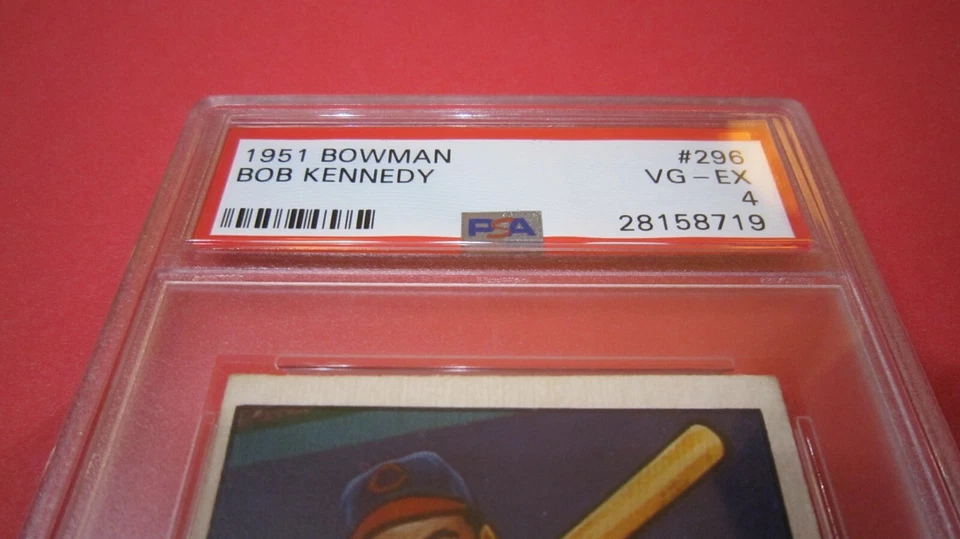 1951 BOWMAN #296
BOB KENNEDY VG-EX
4
28158719
PSA
C